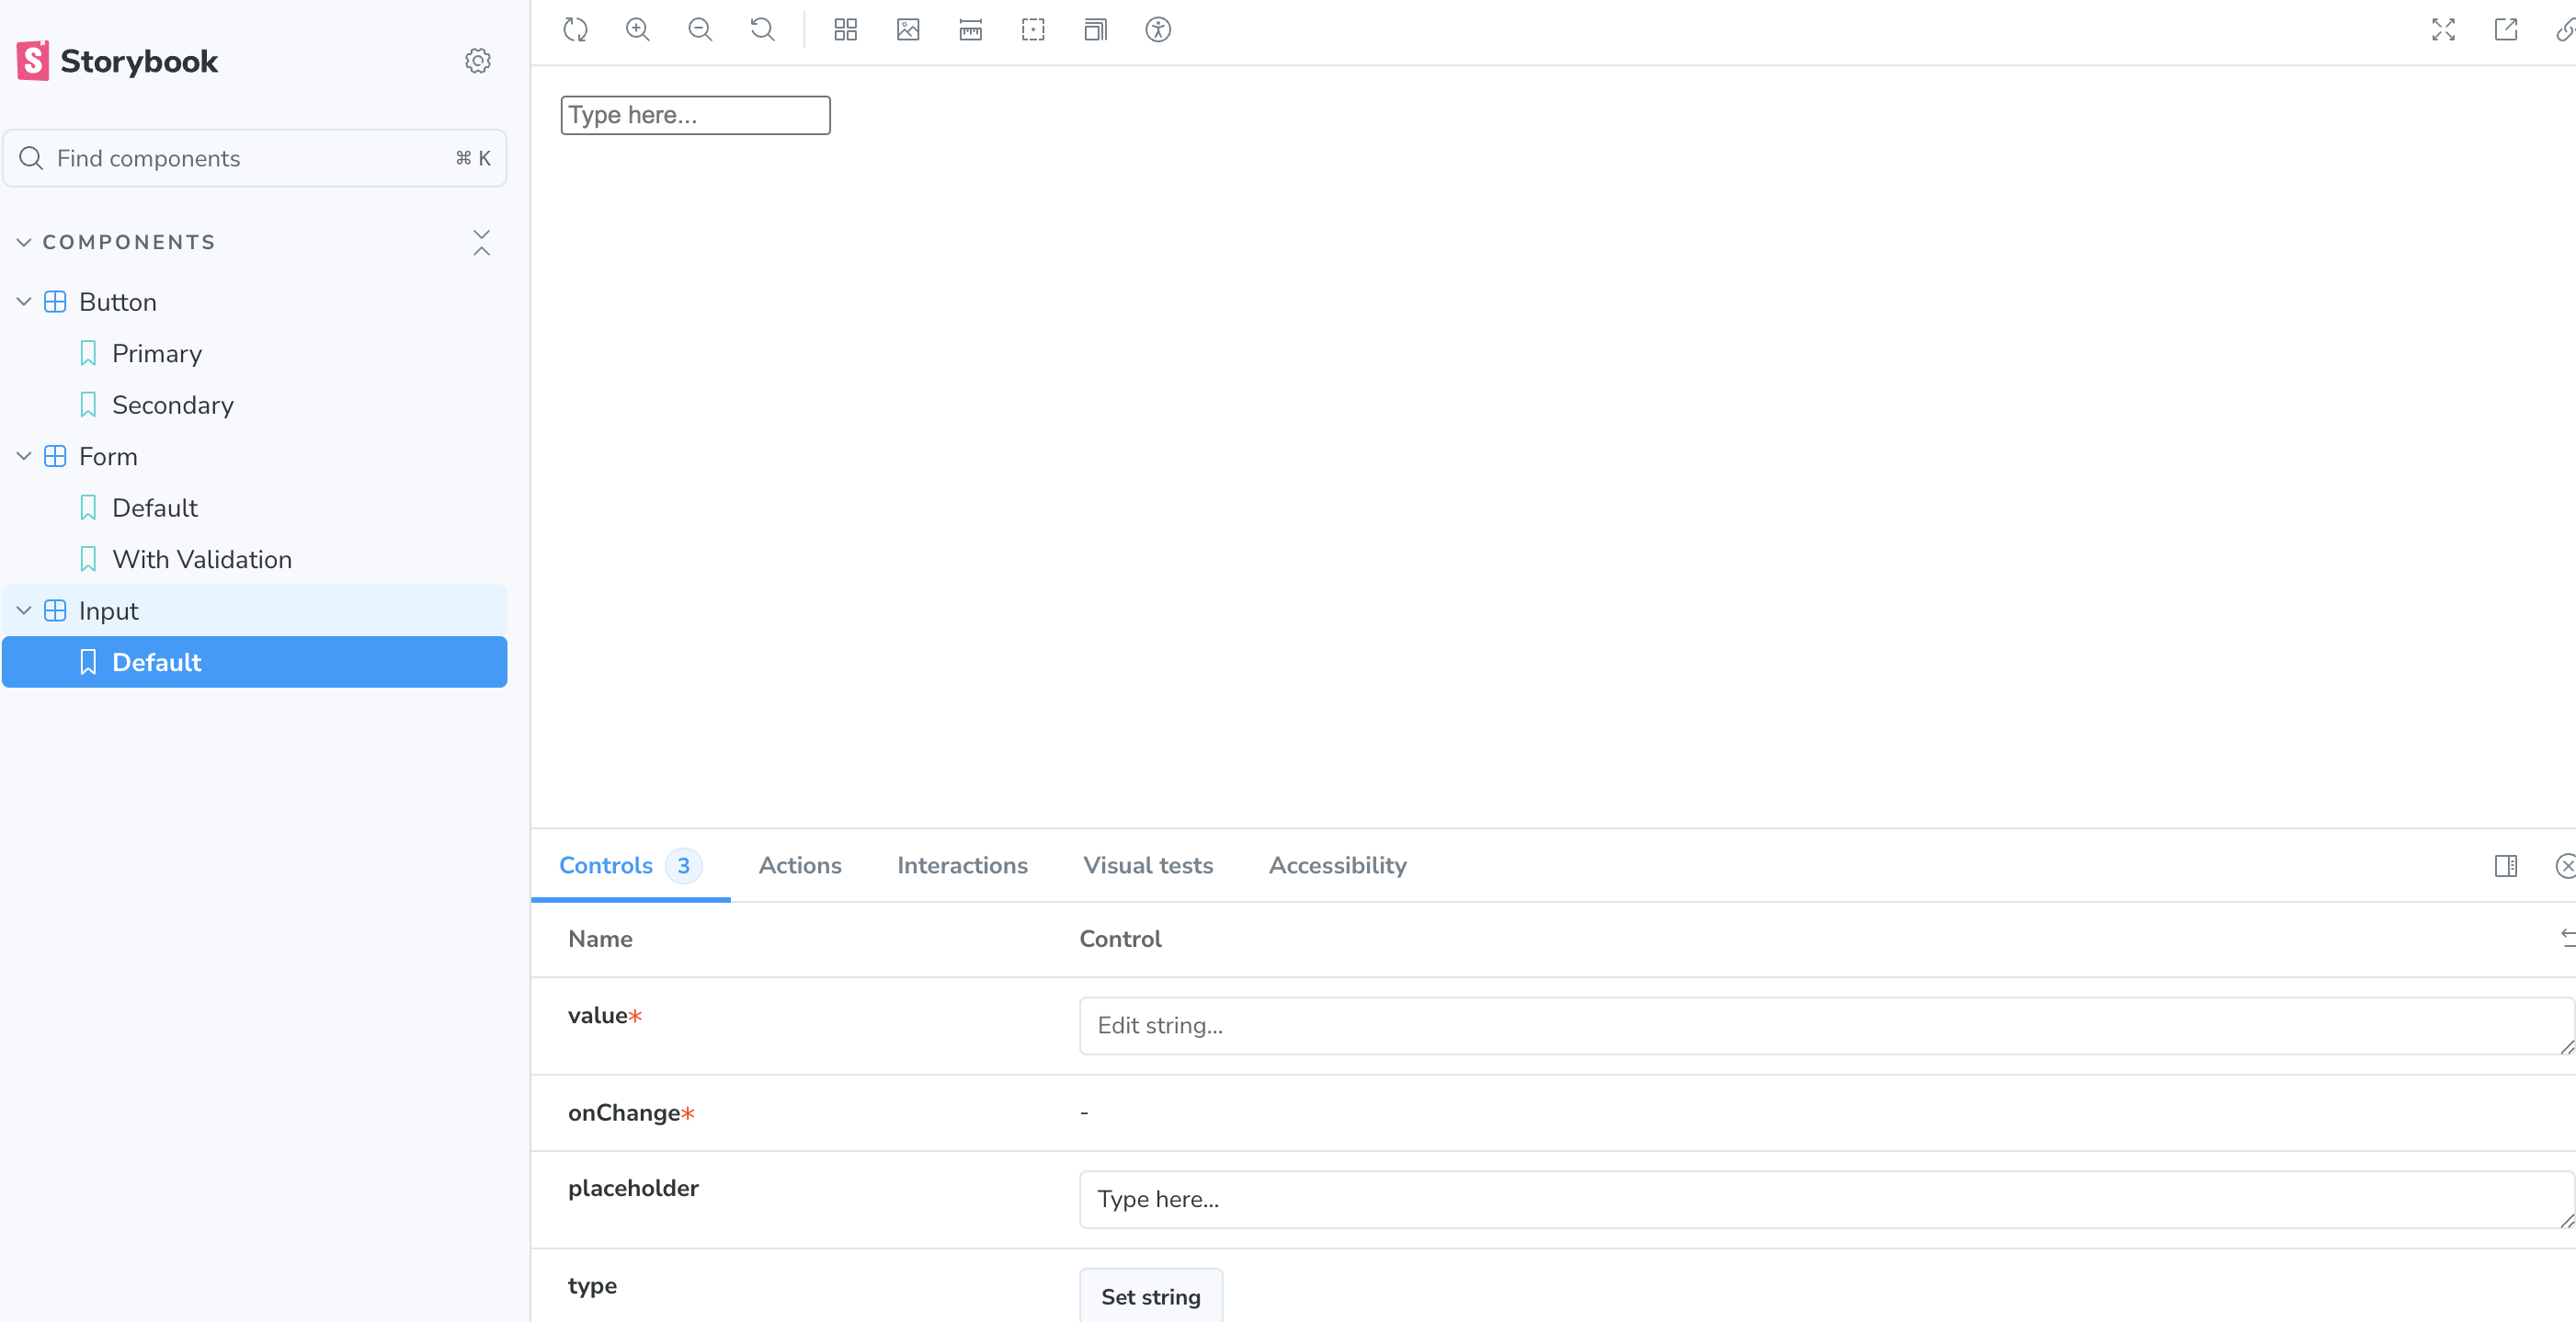 Storybook
Find components ⌘ K
COMPONENTS
Button
Primary
Secondary
Form
Default
With Validation
Input
Default
Type here...
Controls 3 Actions Interactions Visual tests Accessibility
Name Control
value* Edit string...
onChange* -
placeholder Type here...
type Set string